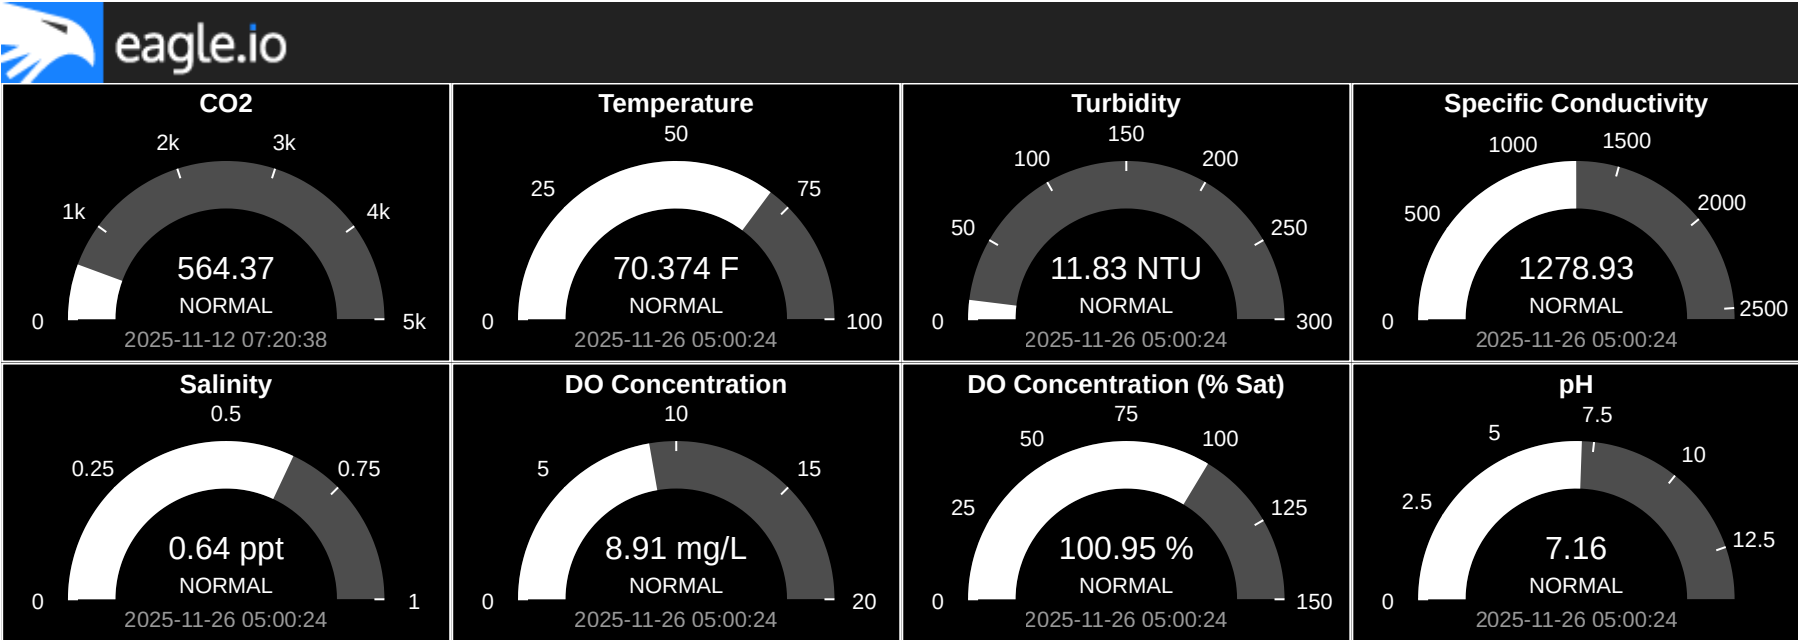 eagle.io
CO2
0
1k
2k
3k
4k
5k
564.37
NORMAL
2025-11-12 07:20:38
Temperature
0
25
50
75
100
70.374 F
NORMAL
2025-11-26 05:00:24
Turbidity
0
50
100
150
200
250
300
11.83 NTU
NORMAL
2025-11-26 05:00:24
Specific Conductivity
0
500
1000
1500
2000
2500
1278.93
NORMAL
2025-11-26 05:00:24
Salinity
0
0.25
0.5
0.75
1
0.64 ppt
NORMAL
2025-11-26 05:00:24
DO Concentration
0
5
10
15
20
8.91 mg/L
NORMAL
2025-11-26 05:00:24
DO Concentration (% Sat)
0
25
50
75
100
125
150
100.95 %
NORMAL
2025-11-26 05:00:24
pH
0
2.5
5
7.5
10
12.5
7.16
NORMAL
2025-11-26 05:00:24